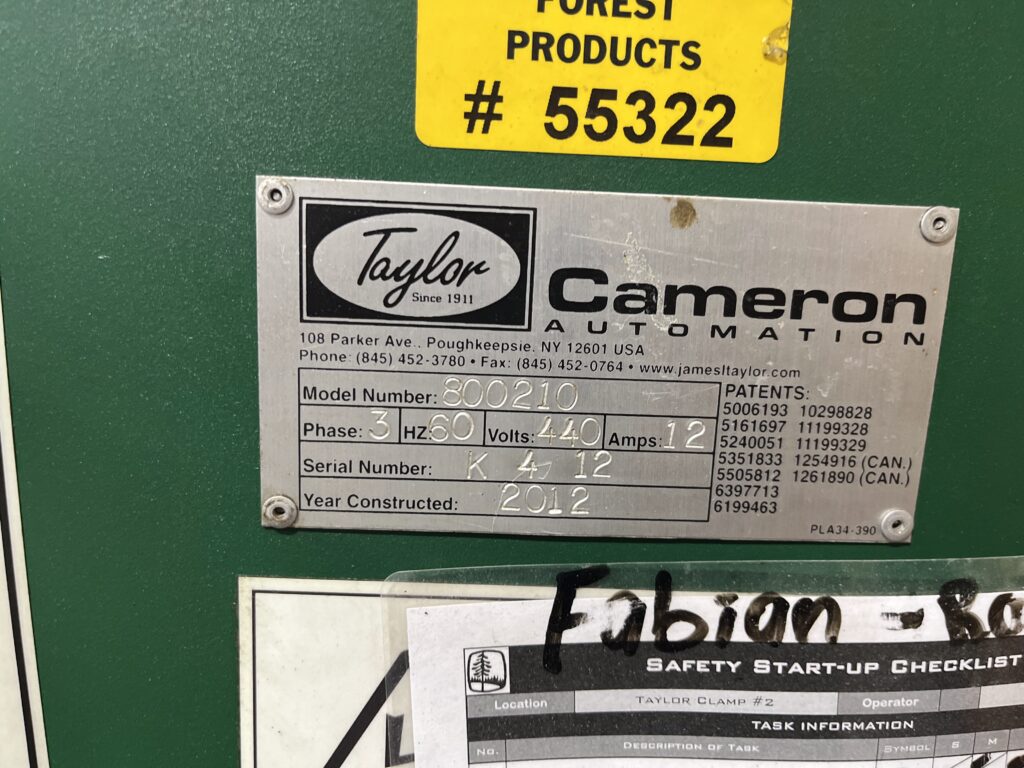 FOREST
PRODUCTS
# 55322
Taylor
Since 1911
Cameron
AUTOMATION
108 Parker Ave., Poughkeepsie, NY 12601 USA
Phone: (845) 452-3780 • Fax: (845) 452-0764 • www.jamesltaylor.com
Model Number: 800210
Phase: 3 HZ: 60 Volts: 440 Amps: 12
Serial Number: K 4 12
Year Constructed: 2012
PATENTS:
5006193 10298828
5161697 11199328
5240051 11199329
5351833 1254916 (CAN.)
5505812 1261890 (CAN.)
6397713
6199463
PLA34-390
Fabian -
SAFETY START-UP CHECKLIST
Location TAYLOR CLAMP #2 Operator
TASK INFORMATION
No. DESCRIPTION OF TASK SYMBOL S M